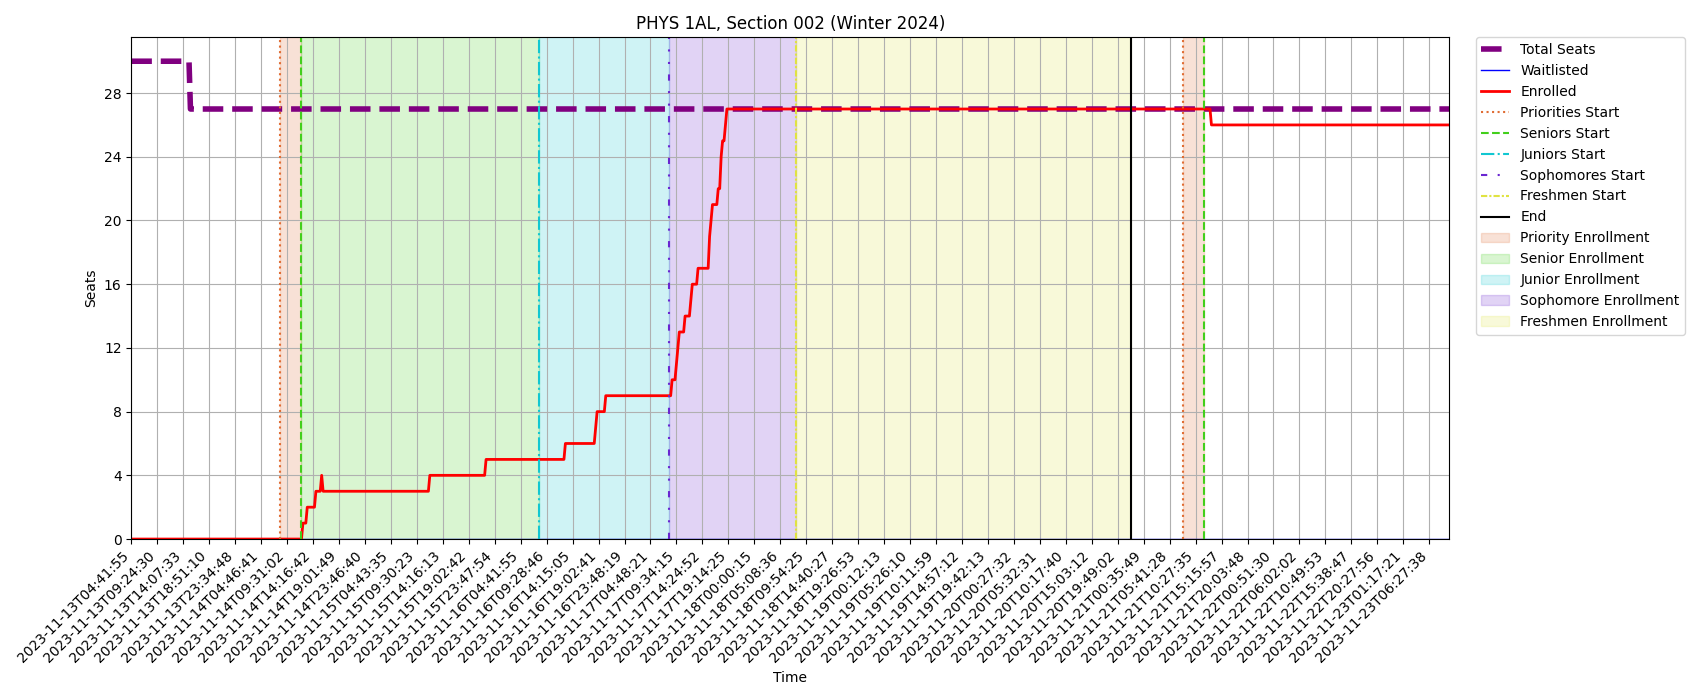 PHYS 1AL, Section 002 (Winter 2024)
Seats
28
24
20
16
12
8
4
0
2023-11-13T04:41:55
2023-11-13T09:24:30
2023-11-13T14:07:33
2023-11-13T18:51:10
2023-11-13T23:34:48
2023-11-14T04:46:41
2023-11-14T09:31:02
2023-11-14T14:16:42
2023-11-14T19:01:49
2023-11-14T23:46:40
2023-11-15T04:43:35
2023-11-15T09:30:23
2023-11-15T14:16:13
2023-11-15T19:02:42
2023-11-15T23:47:54
2023-11-16T04:41:55
2023-11-16T09:28:46
2023-11-16T14:15:05
2023-11-16T19:02:41
2023-11-16T23:48:19
2023-11-17T04:48:21
2023-11-17T09:34:15
2023-11-17T14:24:52
2023-11-17T19:14:25
2023-11-18T00:00:15
2023-11-18T05:08:36
2023-11-18T09:54:25
2023-11-18T14:40:27
2023-11-18T19:26:53
2023-11-19T00:12:13
2023-11-19T05:26:10
2023-11-19T10:11:59
2023-11-19T14:57:12
2023-11-19T19:42:13
2023-11-20T00:27:32
2023-11-20T05:32:31
2023-11-20T10:17:40
2023-11-20T15:03:12
2023-11-20T19:49:02
2023-11-21T00:35:49
2023-11-21T05:41:28
2023-11-21T10:27:35
2023-11-21T15:15:57
2023-11-21T20:03:48
2023-11-22T00:51:30
2023-11-22T06:02:02
2023-11-22T10:49:53
2023-11-22T15:38:47
2023-11-22T20:27:56
2023-11-23T01:17:21
2023-11-23T06:27:38
Time
Total Seats
Waitlisted
Enrolled
Priorities Start
Seniors Start
Juniors Start
Sophomores Start
Freshmen Start
End
Priority Enrollment
Senior Enrollment
Junior Enrollment
Sophomore Enrollment
Freshmen Enrollment